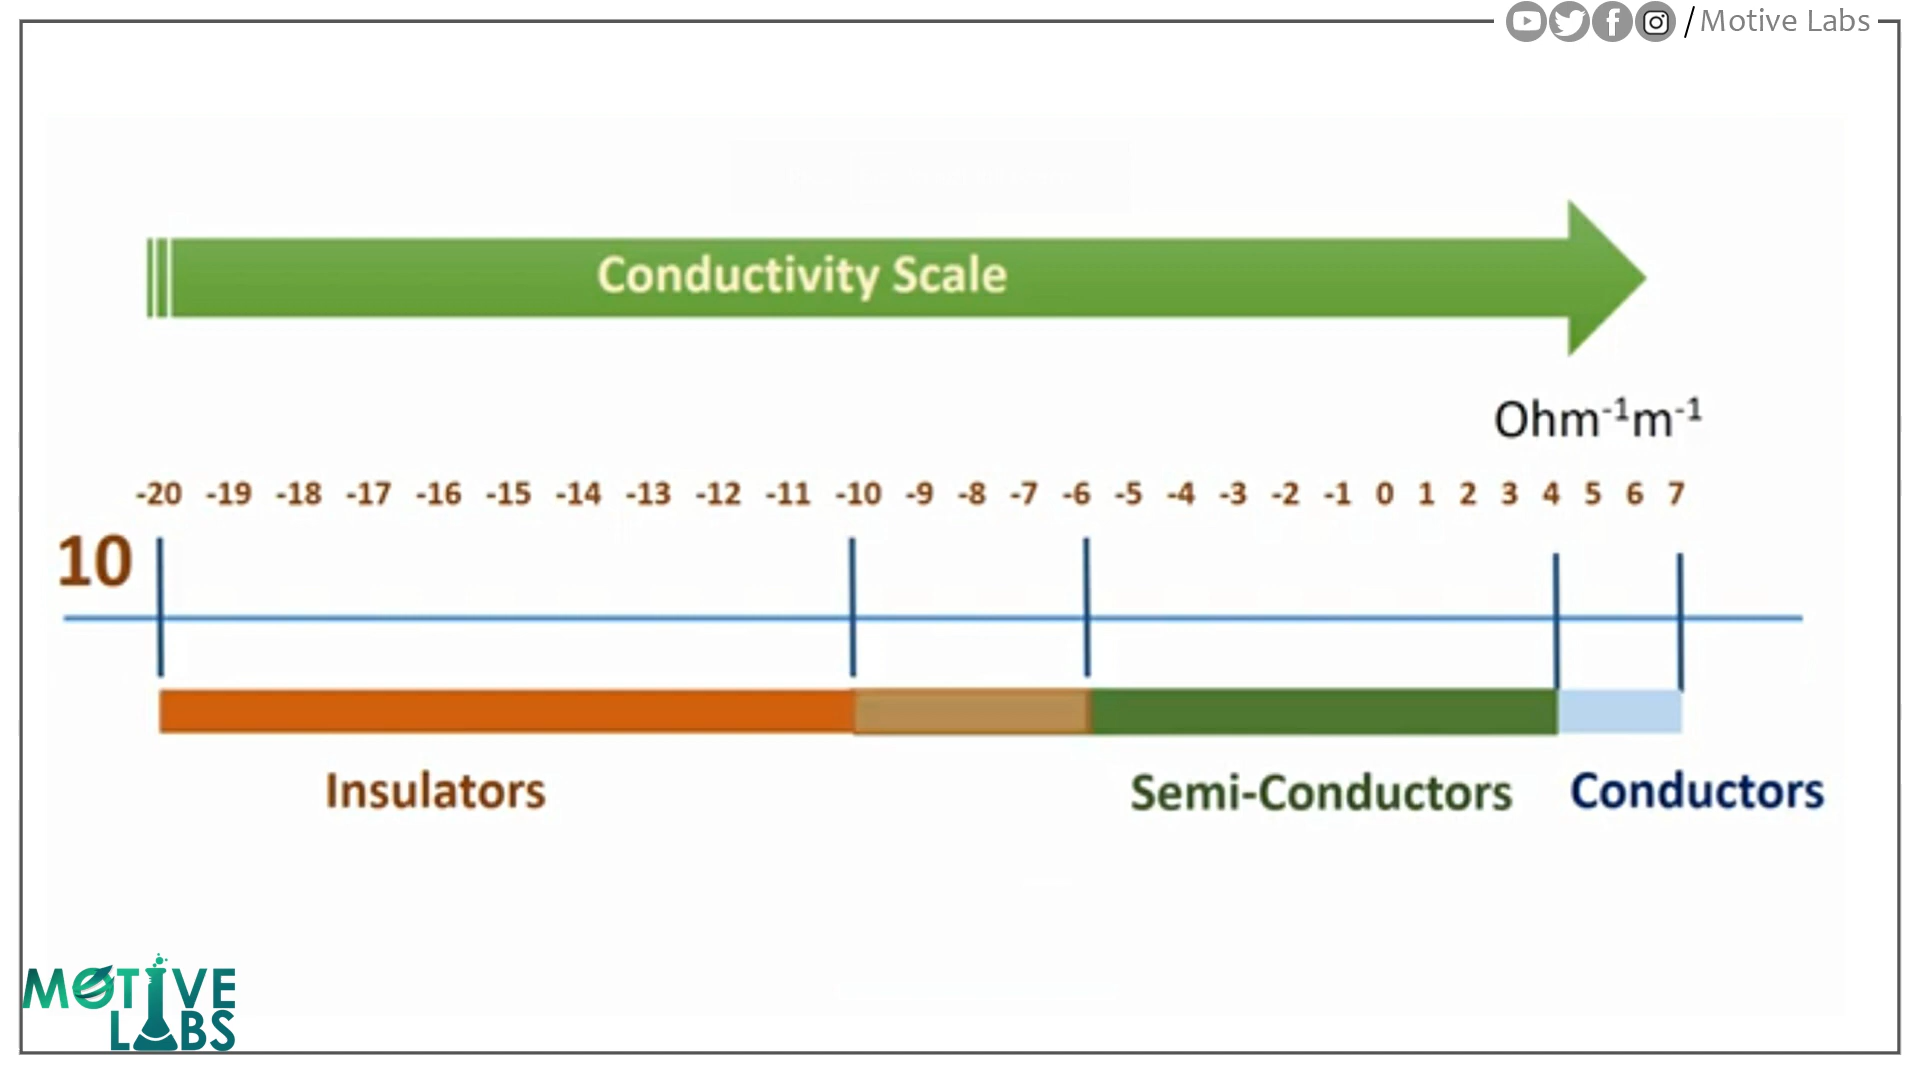 /Motive Labs
Conductivity Scale
Ohm⁻¹m⁻¹
-20 -19 -18 -17 -16 -15 -14 -13 -12 -11 -10 -9 -8 -7 -6 -5 -4 -3 -2 -1 0 1 2 3 4 5 6 7
10
Insulators Semi-Conductors Conductors
MOTIVE
LABS